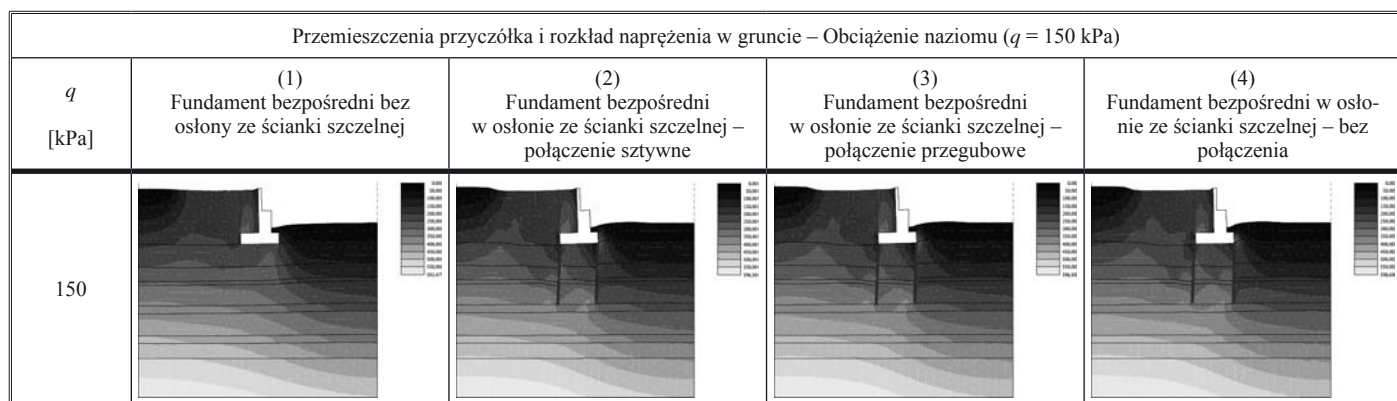 Przemieszczenia przyczółka i rozkład naprężenia w gruncie – Obciążenie naziomu (q = 150 kPa)
q
[kPa]
(1)
Fundament bezpośredni bez
osłony ze ścianki szczelnej
(2)
Fundament bezpośredni
w osłonie ze ścianki szczelnej –
połączenie sztywne
(3)
Fundament bezpośredni
w osłonie ze ścianki szczelnej –
połączenie przegubowe
(4)
Fundament bezpośredni w osło-
nie ze ścianki szczelnej – bez
połączenia
150